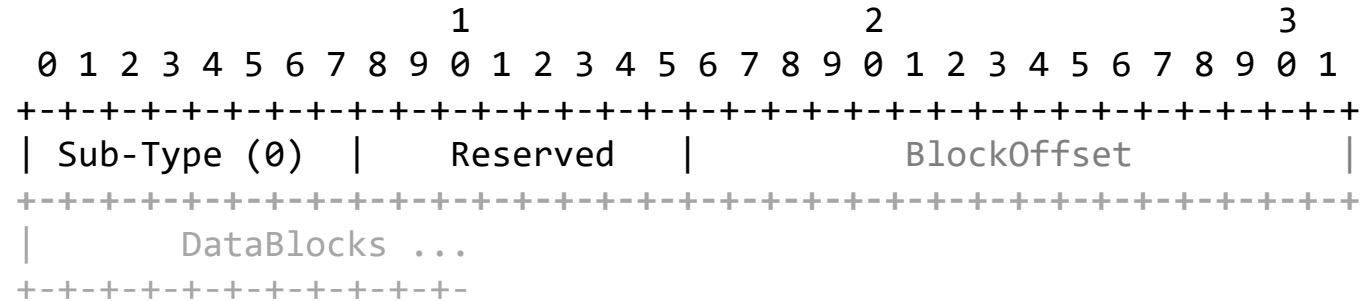 1                   2                   3
 0 1 2 3 4 5 6 7 8 9 0 1 2 3 4 5 6 7 8 9 0 1 2 3 4 5 6 7 8 9 0 1
+-+-+-+-+-+-+-+-+-+-+-+-+-+-+-+-+-+-+-+-+-+-+-+-+-+-+-+-+-+-+-+-+
| Sub-Type (0)  |    Reserved   |          BlockOffset          |
+-+-+-+-+-+-+-+-+-+-+-+-+-+-+-+-+-+-+-+-+-+-+-+-+-+-+-+-+-+-+-+-+
|       DataBlocks ...
+-+-+-+-+-+-+-+-+-+-+-